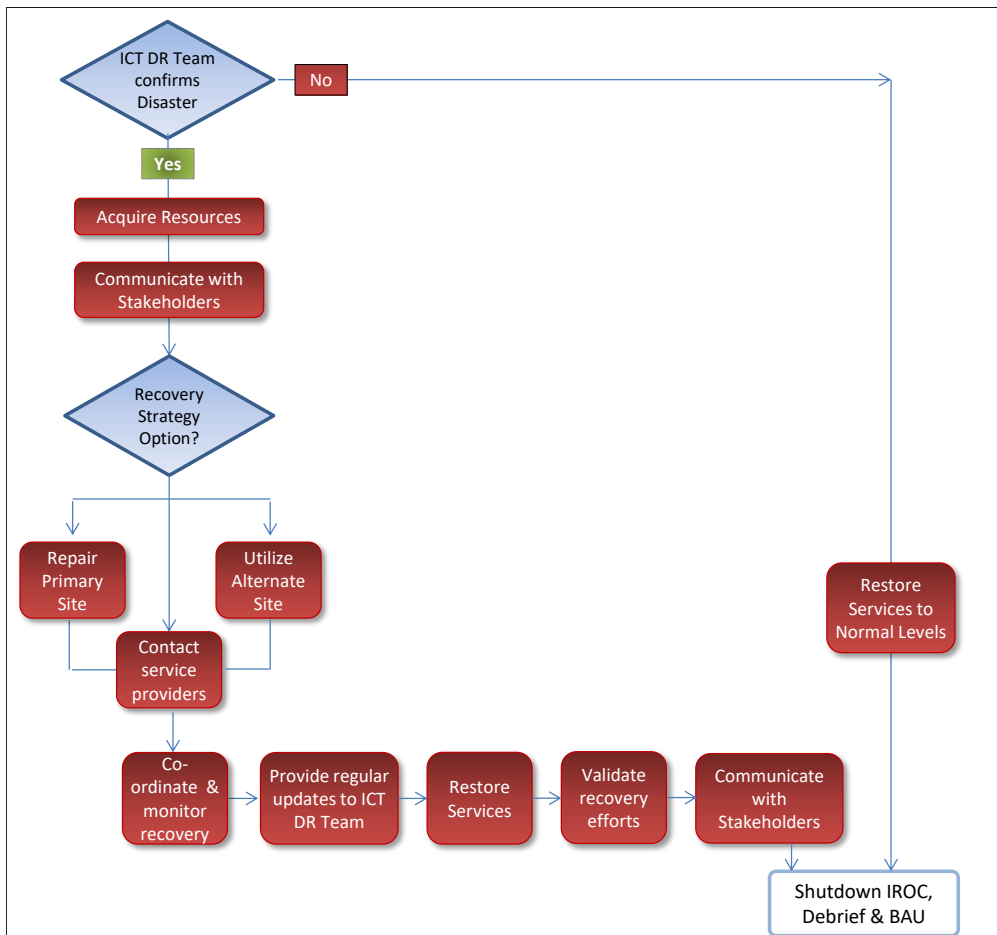 ICT DR Team
confirms
Disaster
No
Yes
Acquire Resources
Communicate with
Stakeholders
Recovery
Strategy
Option?
Repair
Primary
Site
Utilize
Alternate
Site
Restore
Services to
Normal Levels
Contact
service
providers
Co-
ordinate &
monitor
recovery
Provide regular
updates to ICT
DR Team
Restore
Services
Validate
recovery
efforts
Communicate
with
Stakeholders
Shutdown IROC,
Debrief & BAU